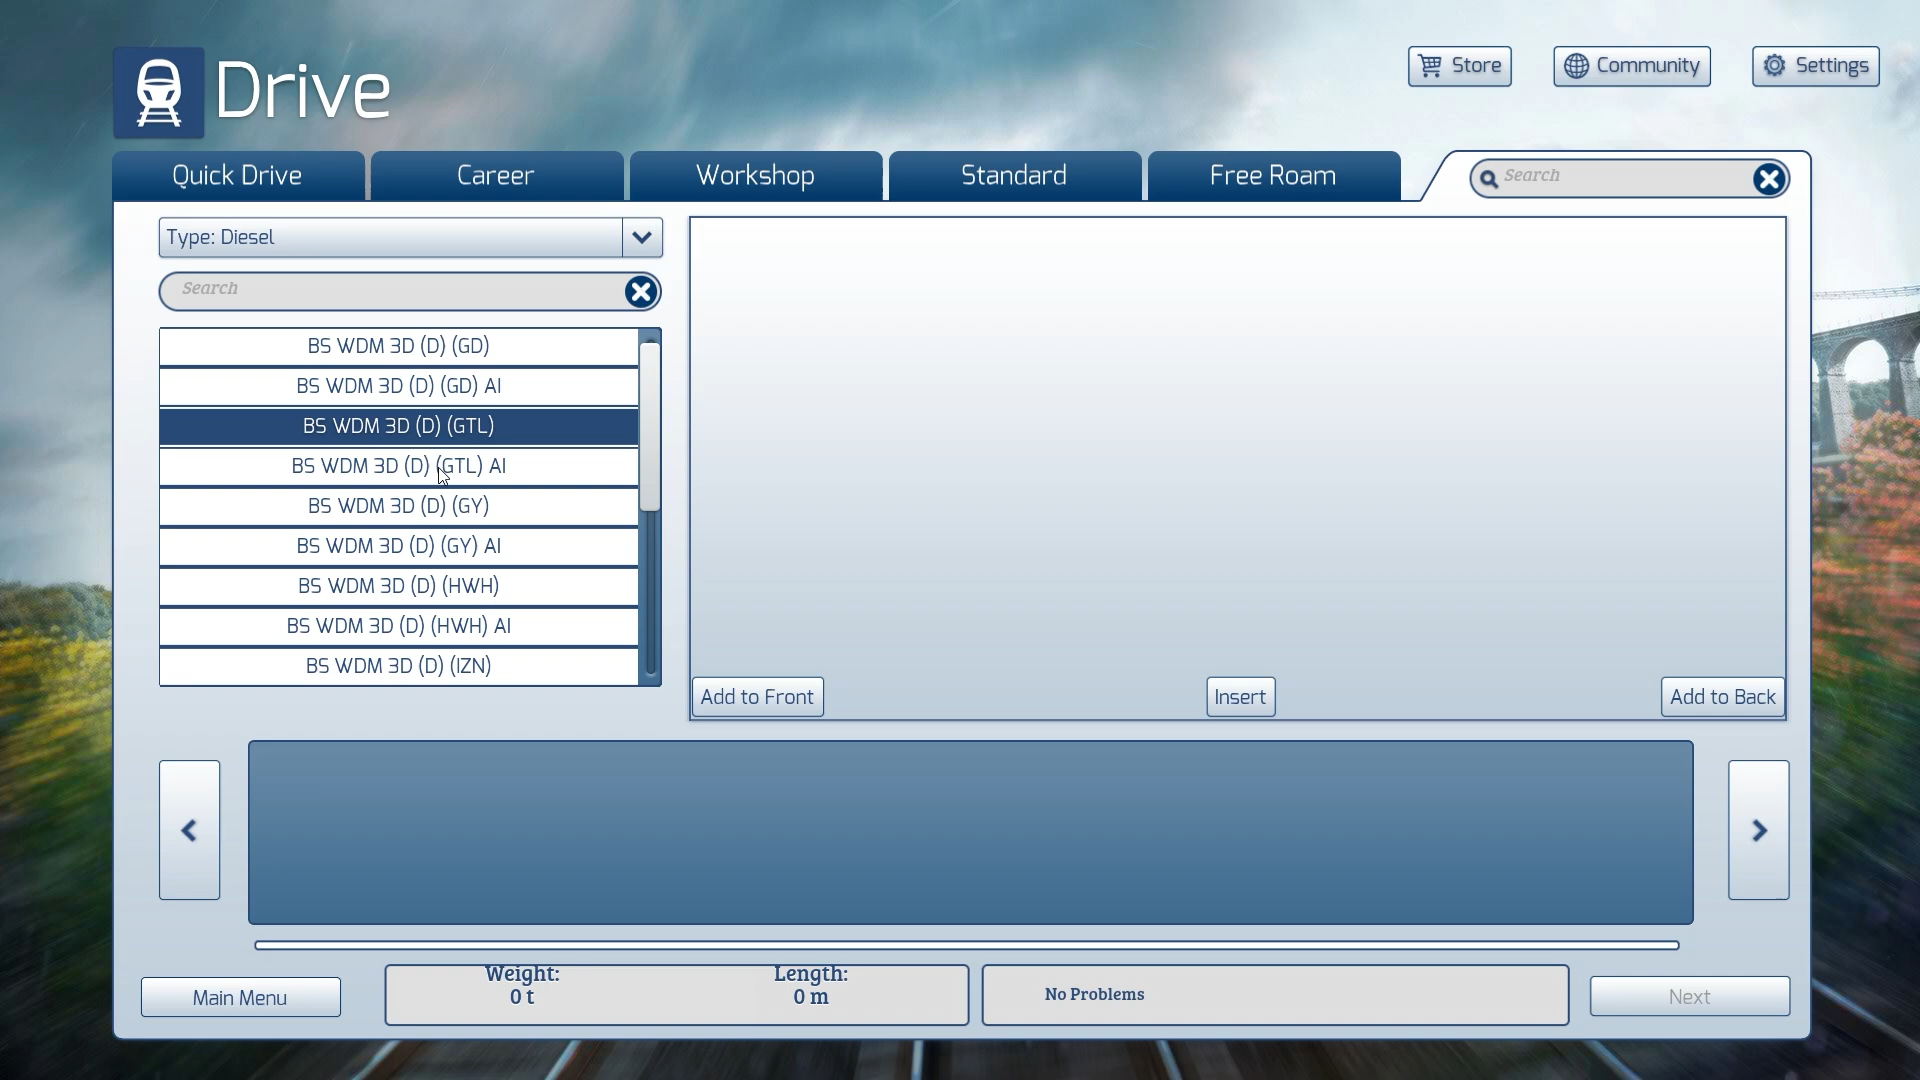 Drive
Store
Community
Settings
Quick Drive
Career
Workshop
Standard
Free Roam
Search
Type: Diesel
Search
BS WDM 3D (D) (GD)
BS WDM 3D (D) (GD) AI
BS WDM 3D (D) (GTL)
BS WDM 3D (D) (GTL) AI
BS WDM 3D (D) (GY)
BS WDM 3D (D) (GY) AI
BS WDM 3D (D) (HWH)
BS WDM 3D (D) (HWH) AI
BS WDM 3D (D) (IZN)
Add to Front
Insert
Add to Back
Main Menu
Weight:
0 t
Length:
0 m
No Problems
Next